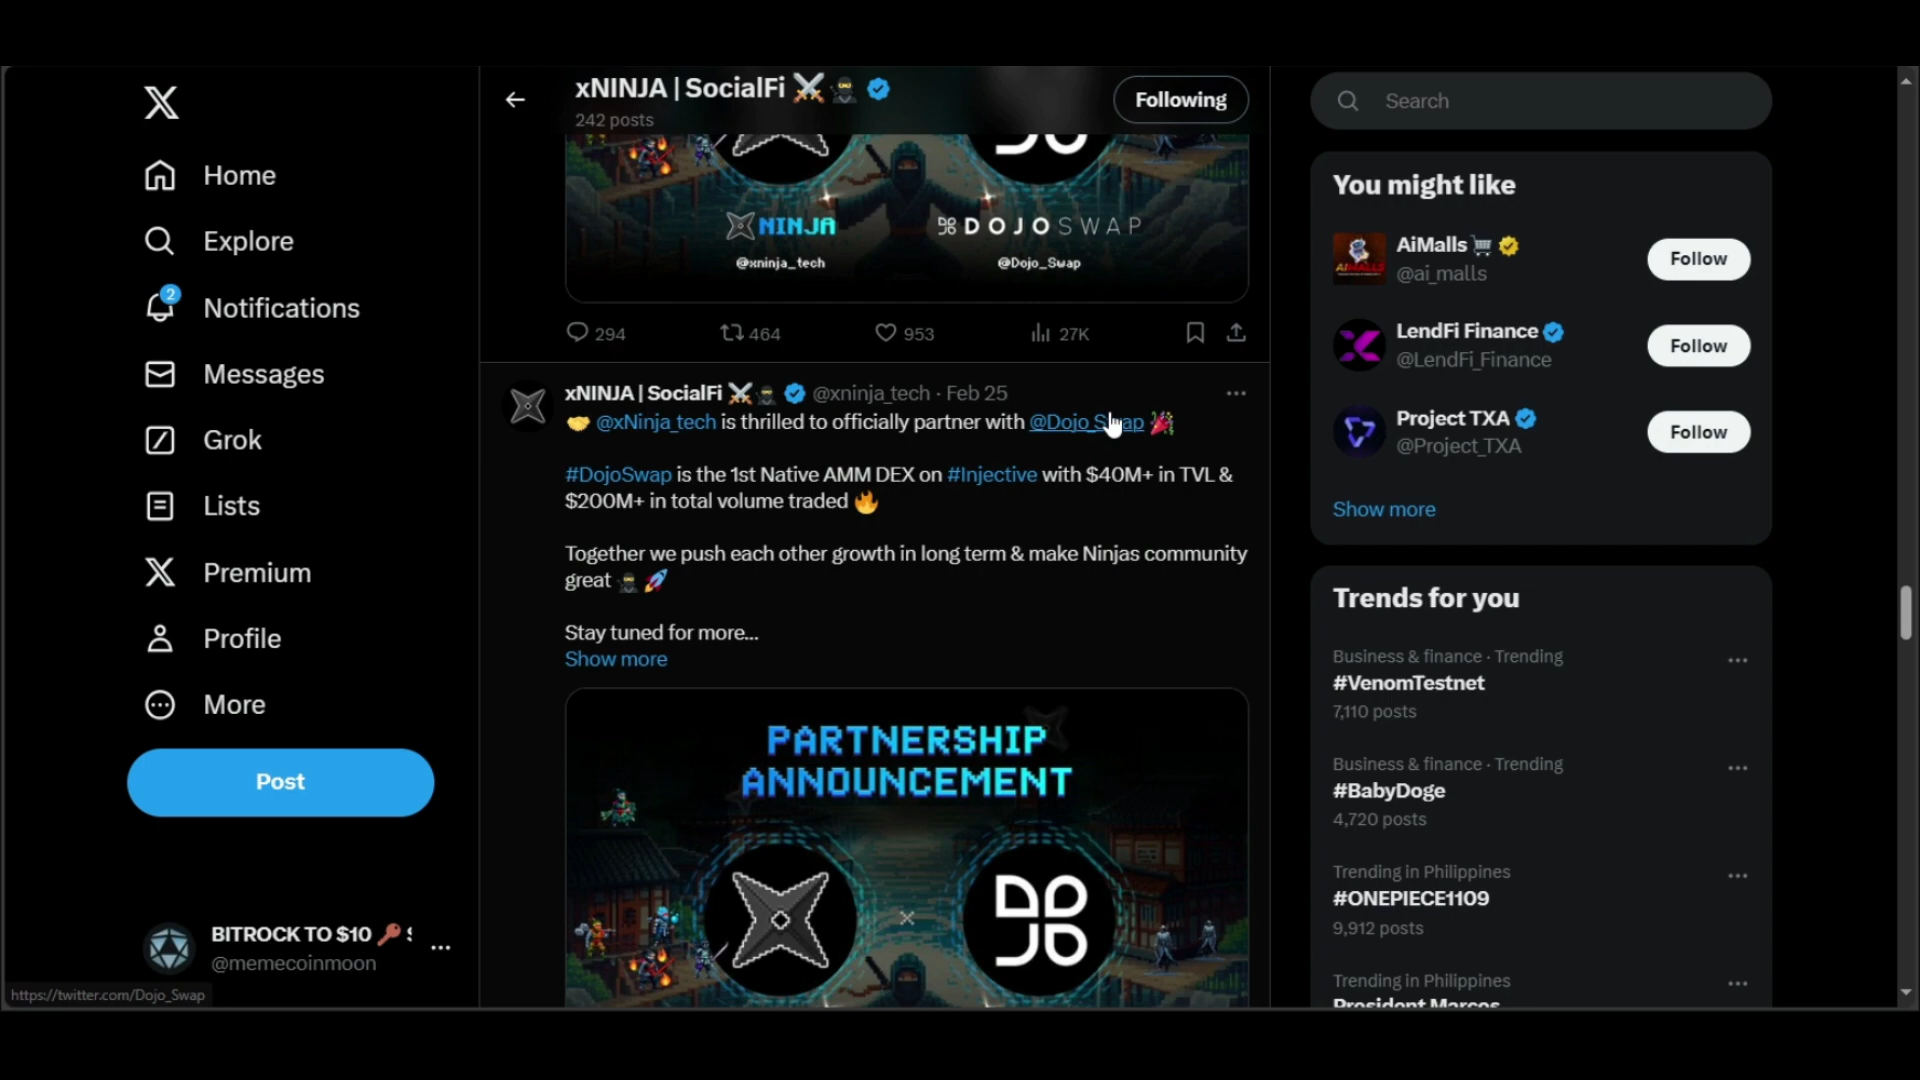 Home
Explore
2
Notifications
Messages
Grok
Lists
Premium
Profile
More
Post
BITROCK TO $10
@memecoinmoon
https://twitter.com/Dojo_Swap
xNINJA | SocialFi ⚔️🥷
242 posts
Following
NINJA
DOJOSWAP
@xninja_tech
@Dojo_Swap
294
464
953
27K
xNINJA | SocialFi ⚔️🥷 @xninja_tech · Feb 25
🤝 @xNinja_tech is thrilled to officially partner with @Dojo_Swap 🎉
#DojoSwap is the 1st Native AMM DEX on #Injective with $40M+ in TVL &
$200M+ in total volume traded 🔥
Together we push each other growth in long term & make Ninjas community
great 🥷 🚀
Stay tuned for more...
Show more
PARTNERSHIP
ANNOUNCEMENT
Search
You might like
AiMalls🛒
@ai_malls
Follow
LendFi Finance
@LendFi_Finance
Follow
Project TXA
@Project_TXA
Follow
Show more
Trends for you
Business & finance · Trending
#VenomTestnet
7,110 posts
Business & finance · Trending
#BabyDoge
4,720 posts
Trending in Philippines
#ONEPIECE1109
9,912 posts
Trending in Philippines
President Marcos